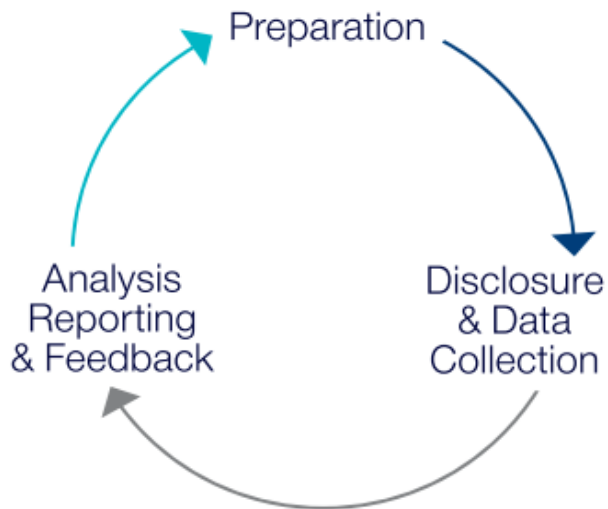 Preparation
Disclosure
& Data
Collection
Analysis
Reporting
& Feedback